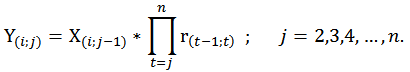 Y(i;j) = X(i;j−1) * ∏_{t=j}^{n} r(t−1;t) ; j = 2,3,4, …, n.